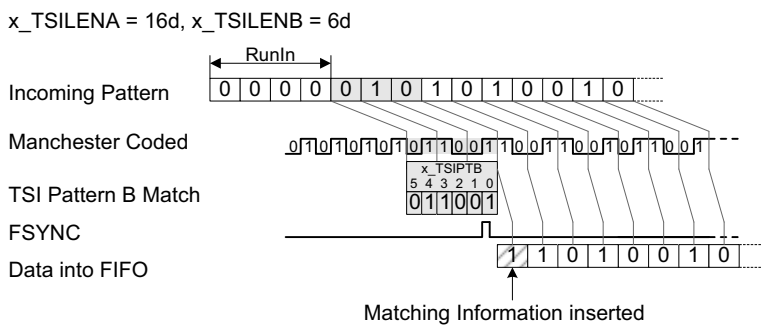 x_TSILENA = 16d, x_TSILENB = 6d
RunIn
Incoming Pattern 0 0 0 0 0 1 0 1 0 1 0 0 1 0
Manchester Coded 0 1 0 1 0 1 0 1 0 1 1 0 0 1 1 0 0 1 1 0 0 1 0 1 1 0 0 1
x_TSIPTB
5 4 3 2 1 0
TSI Pattern B Match 0 1 1 0 0 1
FSYNC
Data into FIFO 1 1 0 1 0 0 1 0
Matching Information inserted